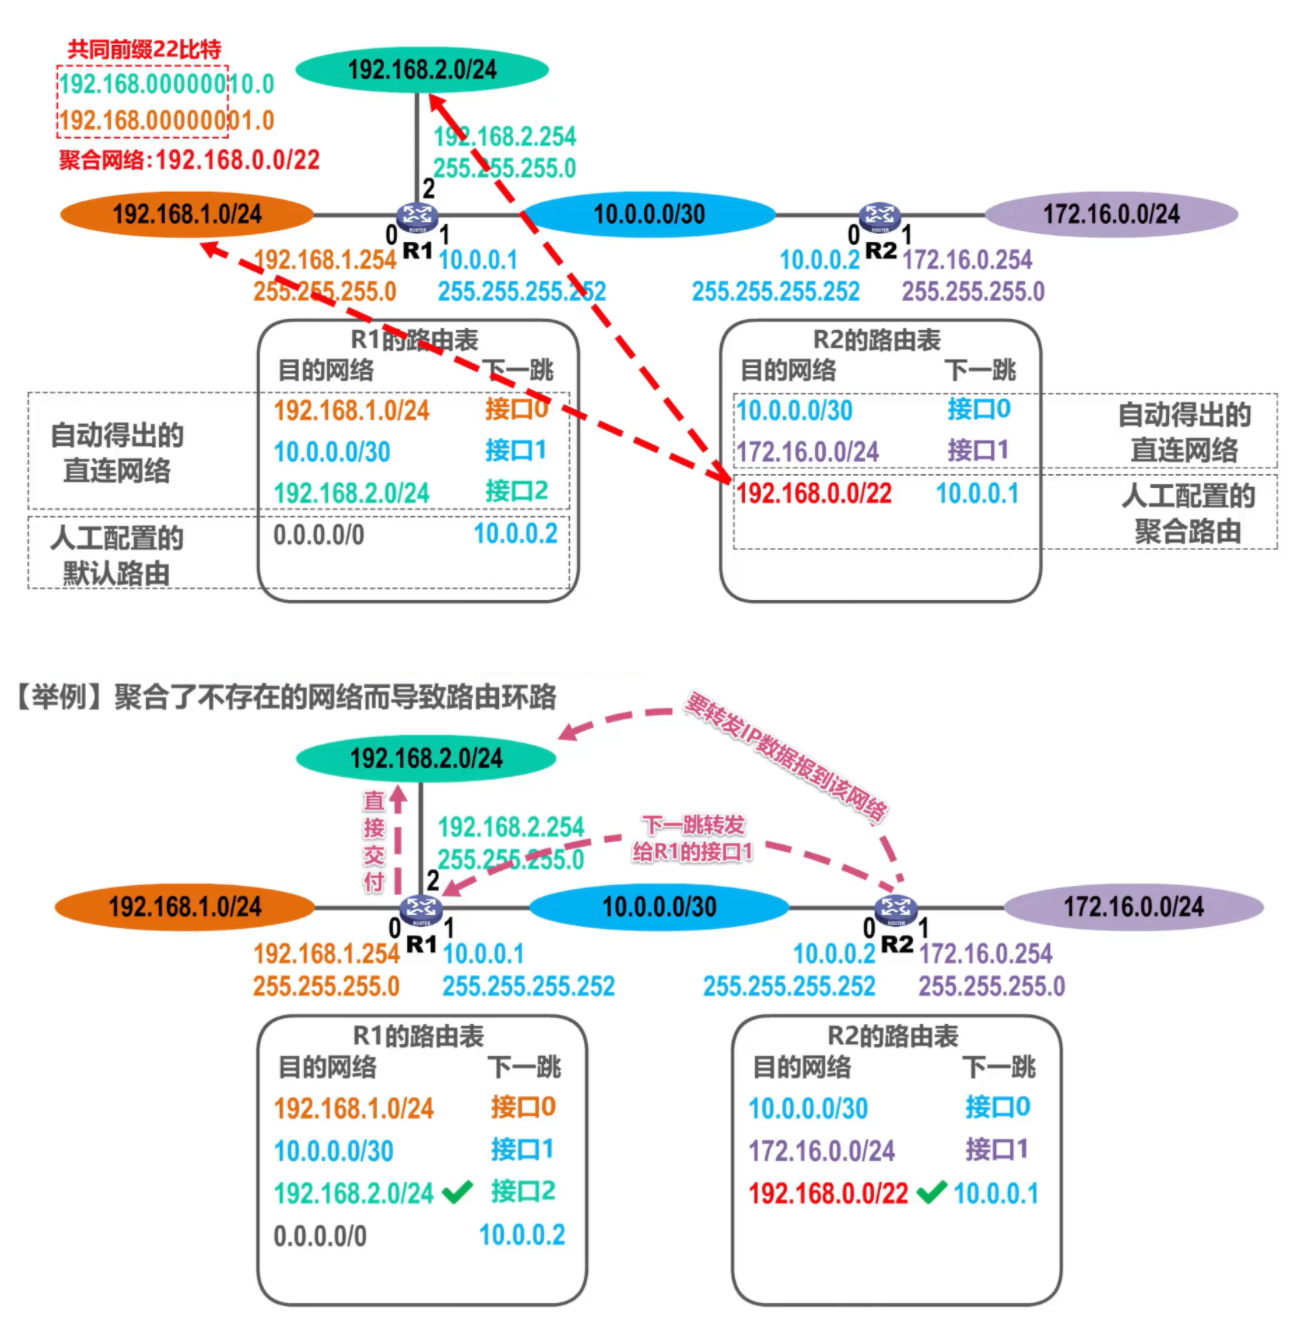 共同前缀22比特
192.168.00000010.0
192.168.00000001.0
聚合网络:192.168.0.0/22
192.168.2.0/24
192.168.2.254
255.255.255.0
192.168.1.0/24
2
0
1
R1
10.0.0.0/30
0
1
R2
172.16.0.0/24
192.168.1.254
255.255.255.0
10.0.0.1
255.255.255.252
10.0.0.2
255.255.255.252
172.16.0.254
255.255.255.0
R1的路由表
目的网络 下一跳
192.168.1.0/24 接口0
10.0.0.0/30 接口1
192.168.2.0/24 接口2
0.0.0.0/0 10.0.0.2
自动得出的
直连网络
人工配置的
默认路由
R2的路由表
目的网络 下一跳
10.0.0.0/30 接口0
172.16.0.0/24 接口1
192.168.0.0/22 10.0.0.1
自动得出的
直连网络
人工配置的
聚合路由
【举例】聚合了不存在的网络而导致路由环路
要转发IP数据报到该网络
192.168.2.0/24
直接交付
192.168.2.254
255.255.255.0
下一跳转发
给R1的接口1
192.168.1.0/24
2
0
1
R1
10.0.0.0/30
0
1
R2
172.16.0.0/24
192.168.1.254
255.255.255.0
10.0.0.1
255.255.255.252
10.0.0.2
255.255.255.252
172.16.0.254
255.255.255.0
R1的路由表
目的网络 下一跳
192.168.1.0/24 接口0
10.0.0.0/30 接口1
192.168.2.0/24 接口2
0.0.0.0/0 10.0.0.2
R2的路由表
目的网络 下一跳
10.0.0.0/30 接口0
172.16.0.0/24 接口1
192.168.0.0/22 10.0.0.1